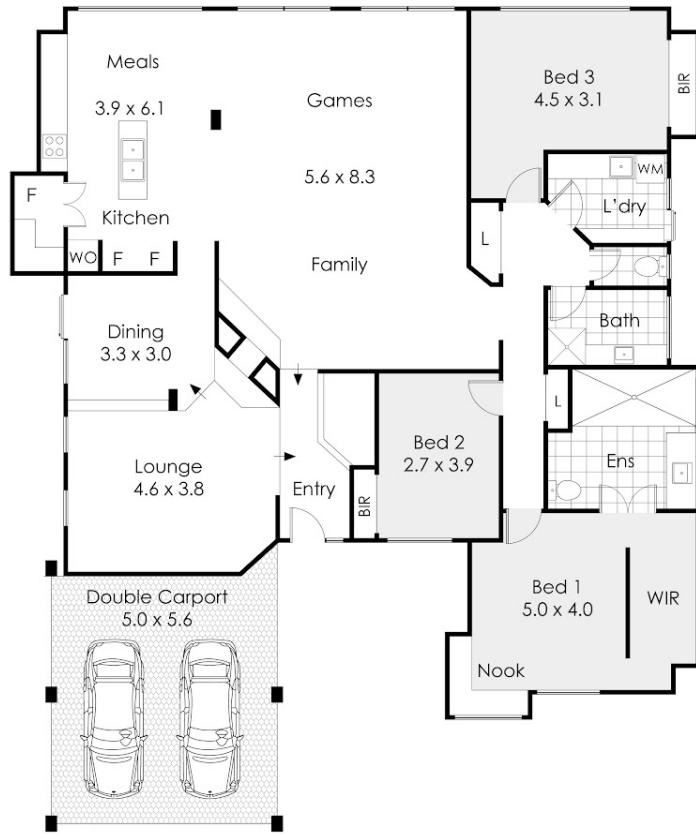 Meals
3.9 x 6.1
Games
5.6 x 8.3
Bed 3
4.5 x 3.1
BIR
F
Kitchen
WO
F
F
Family
L
WM
L'dry
Dining
3.3 x 3.0
Bath
Lounge
4.6 x 3.8
Entry
BIR
Bed 2
2.7 x 3.9
L
Ens
Double Carport
5.0 x 5.6
Bed 1
5.0 x 4.0
WIR
Nook